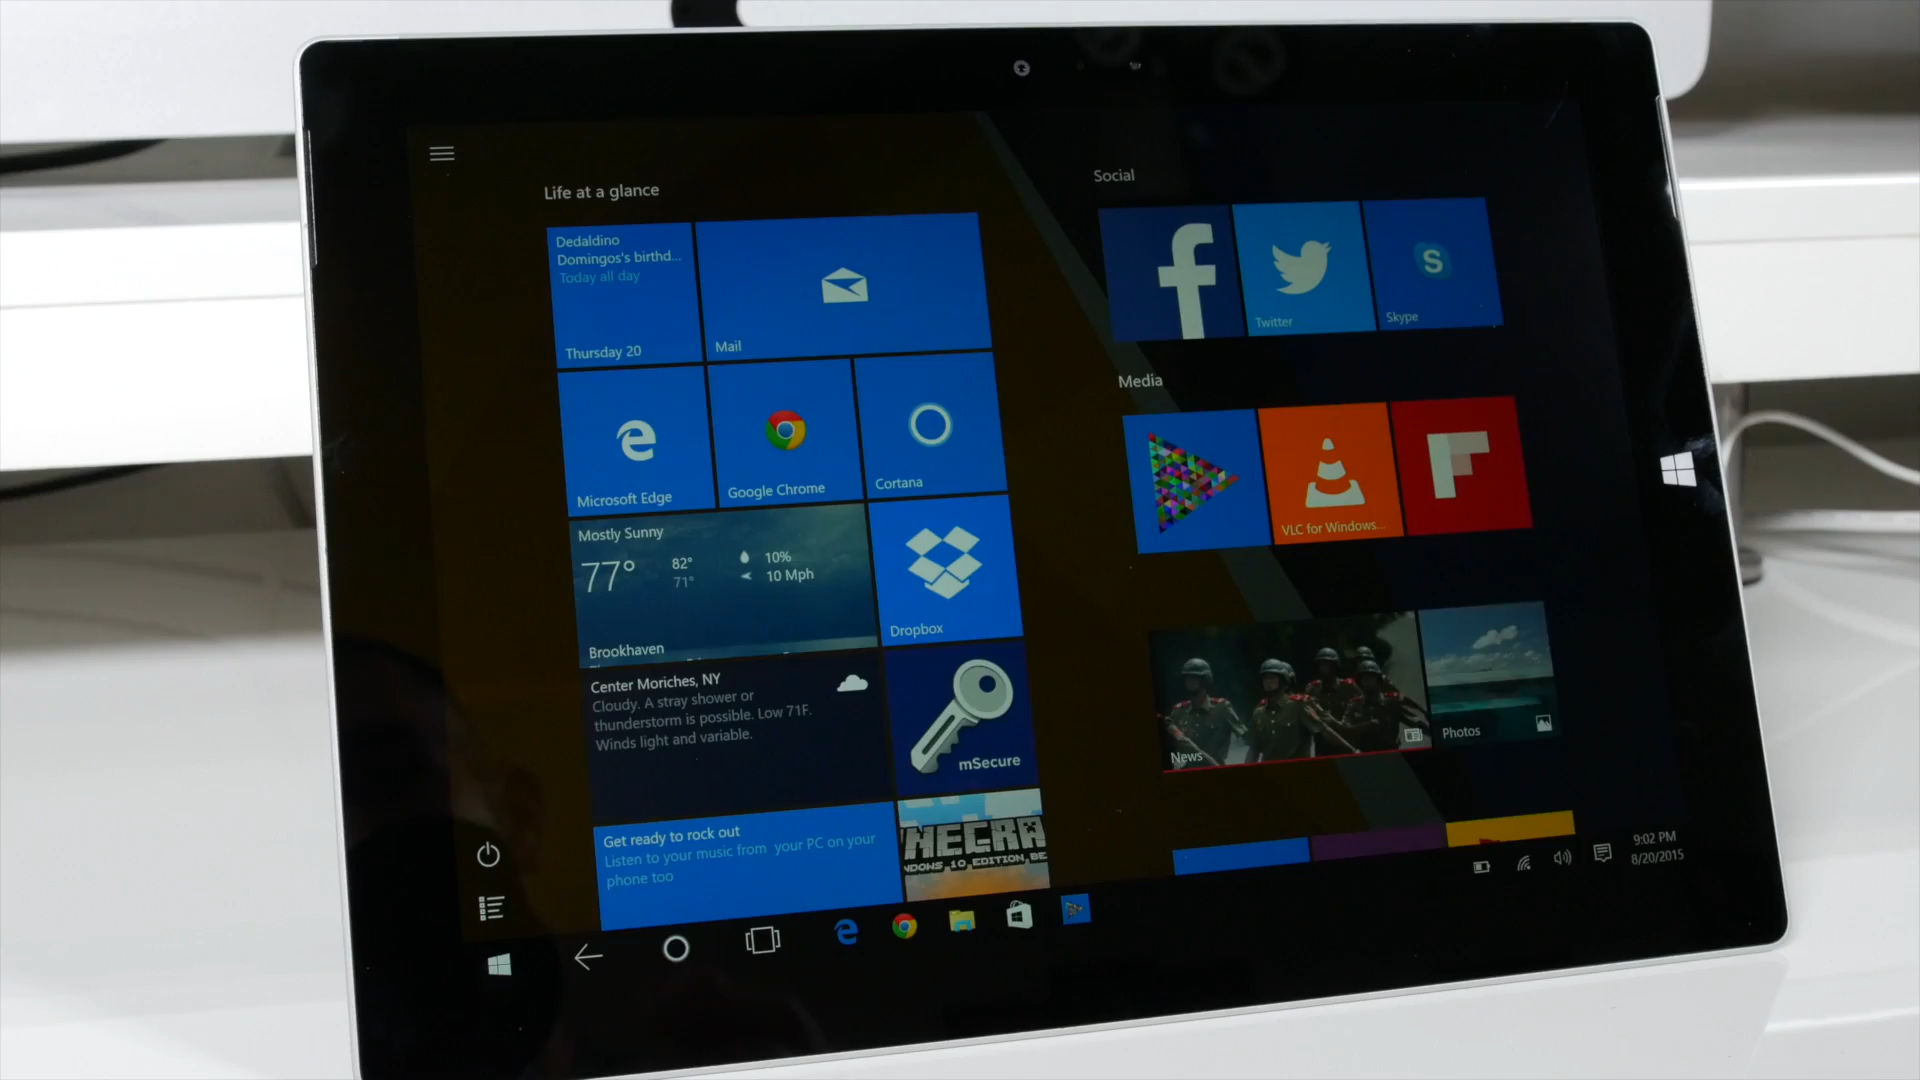 Life at a glance
Dedaldino
Domingos's birthd...
Today all day
Thursday 20
Mail
Microsoft Edge
Google Chrome
Cortana
Mostly Sunny
77°
82°
71°
10%
10 Mph
Brookhaven
Dropbox
Center Moriches, NY
Cloudy. A stray shower or
thunderstorm is possible. Low 71F.
Winds light and variable.
mSecure
Get ready to rock out
Listen to your music from your PC on your
phone too
Social
Twitter
Skype
Media
VLC for Windows...
News
Photos
9:02 PM
8/20/2015